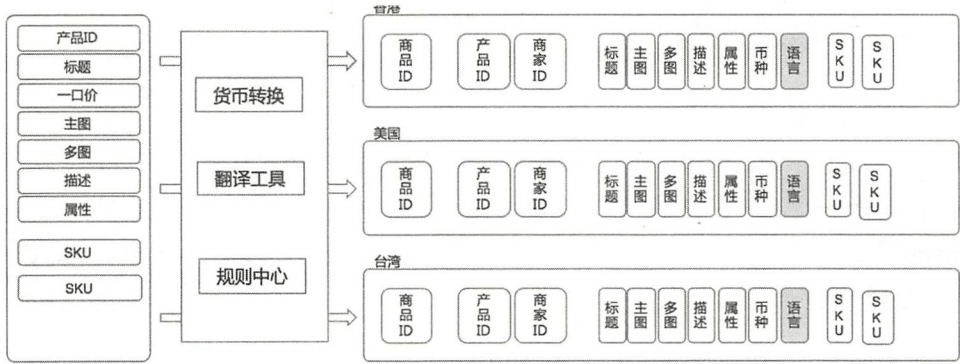 产品ID
标题
一口价
主图
多图
描述
属性
SKU
SKU
货币转换
翻译工具
规则中心
商品ID
产品ID
商家ID
标题
主图
多图
描述
属性
币种
语言
SKU
SKU
美国
商品ID
产品ID
商家ID
标题
主图
多图
描述
属性
币种
语言
SKU
SKU
台湾
商品ID
产品ID
商家ID
标题
主图
多图
描述
属性
币种
语言
SKU
SKU